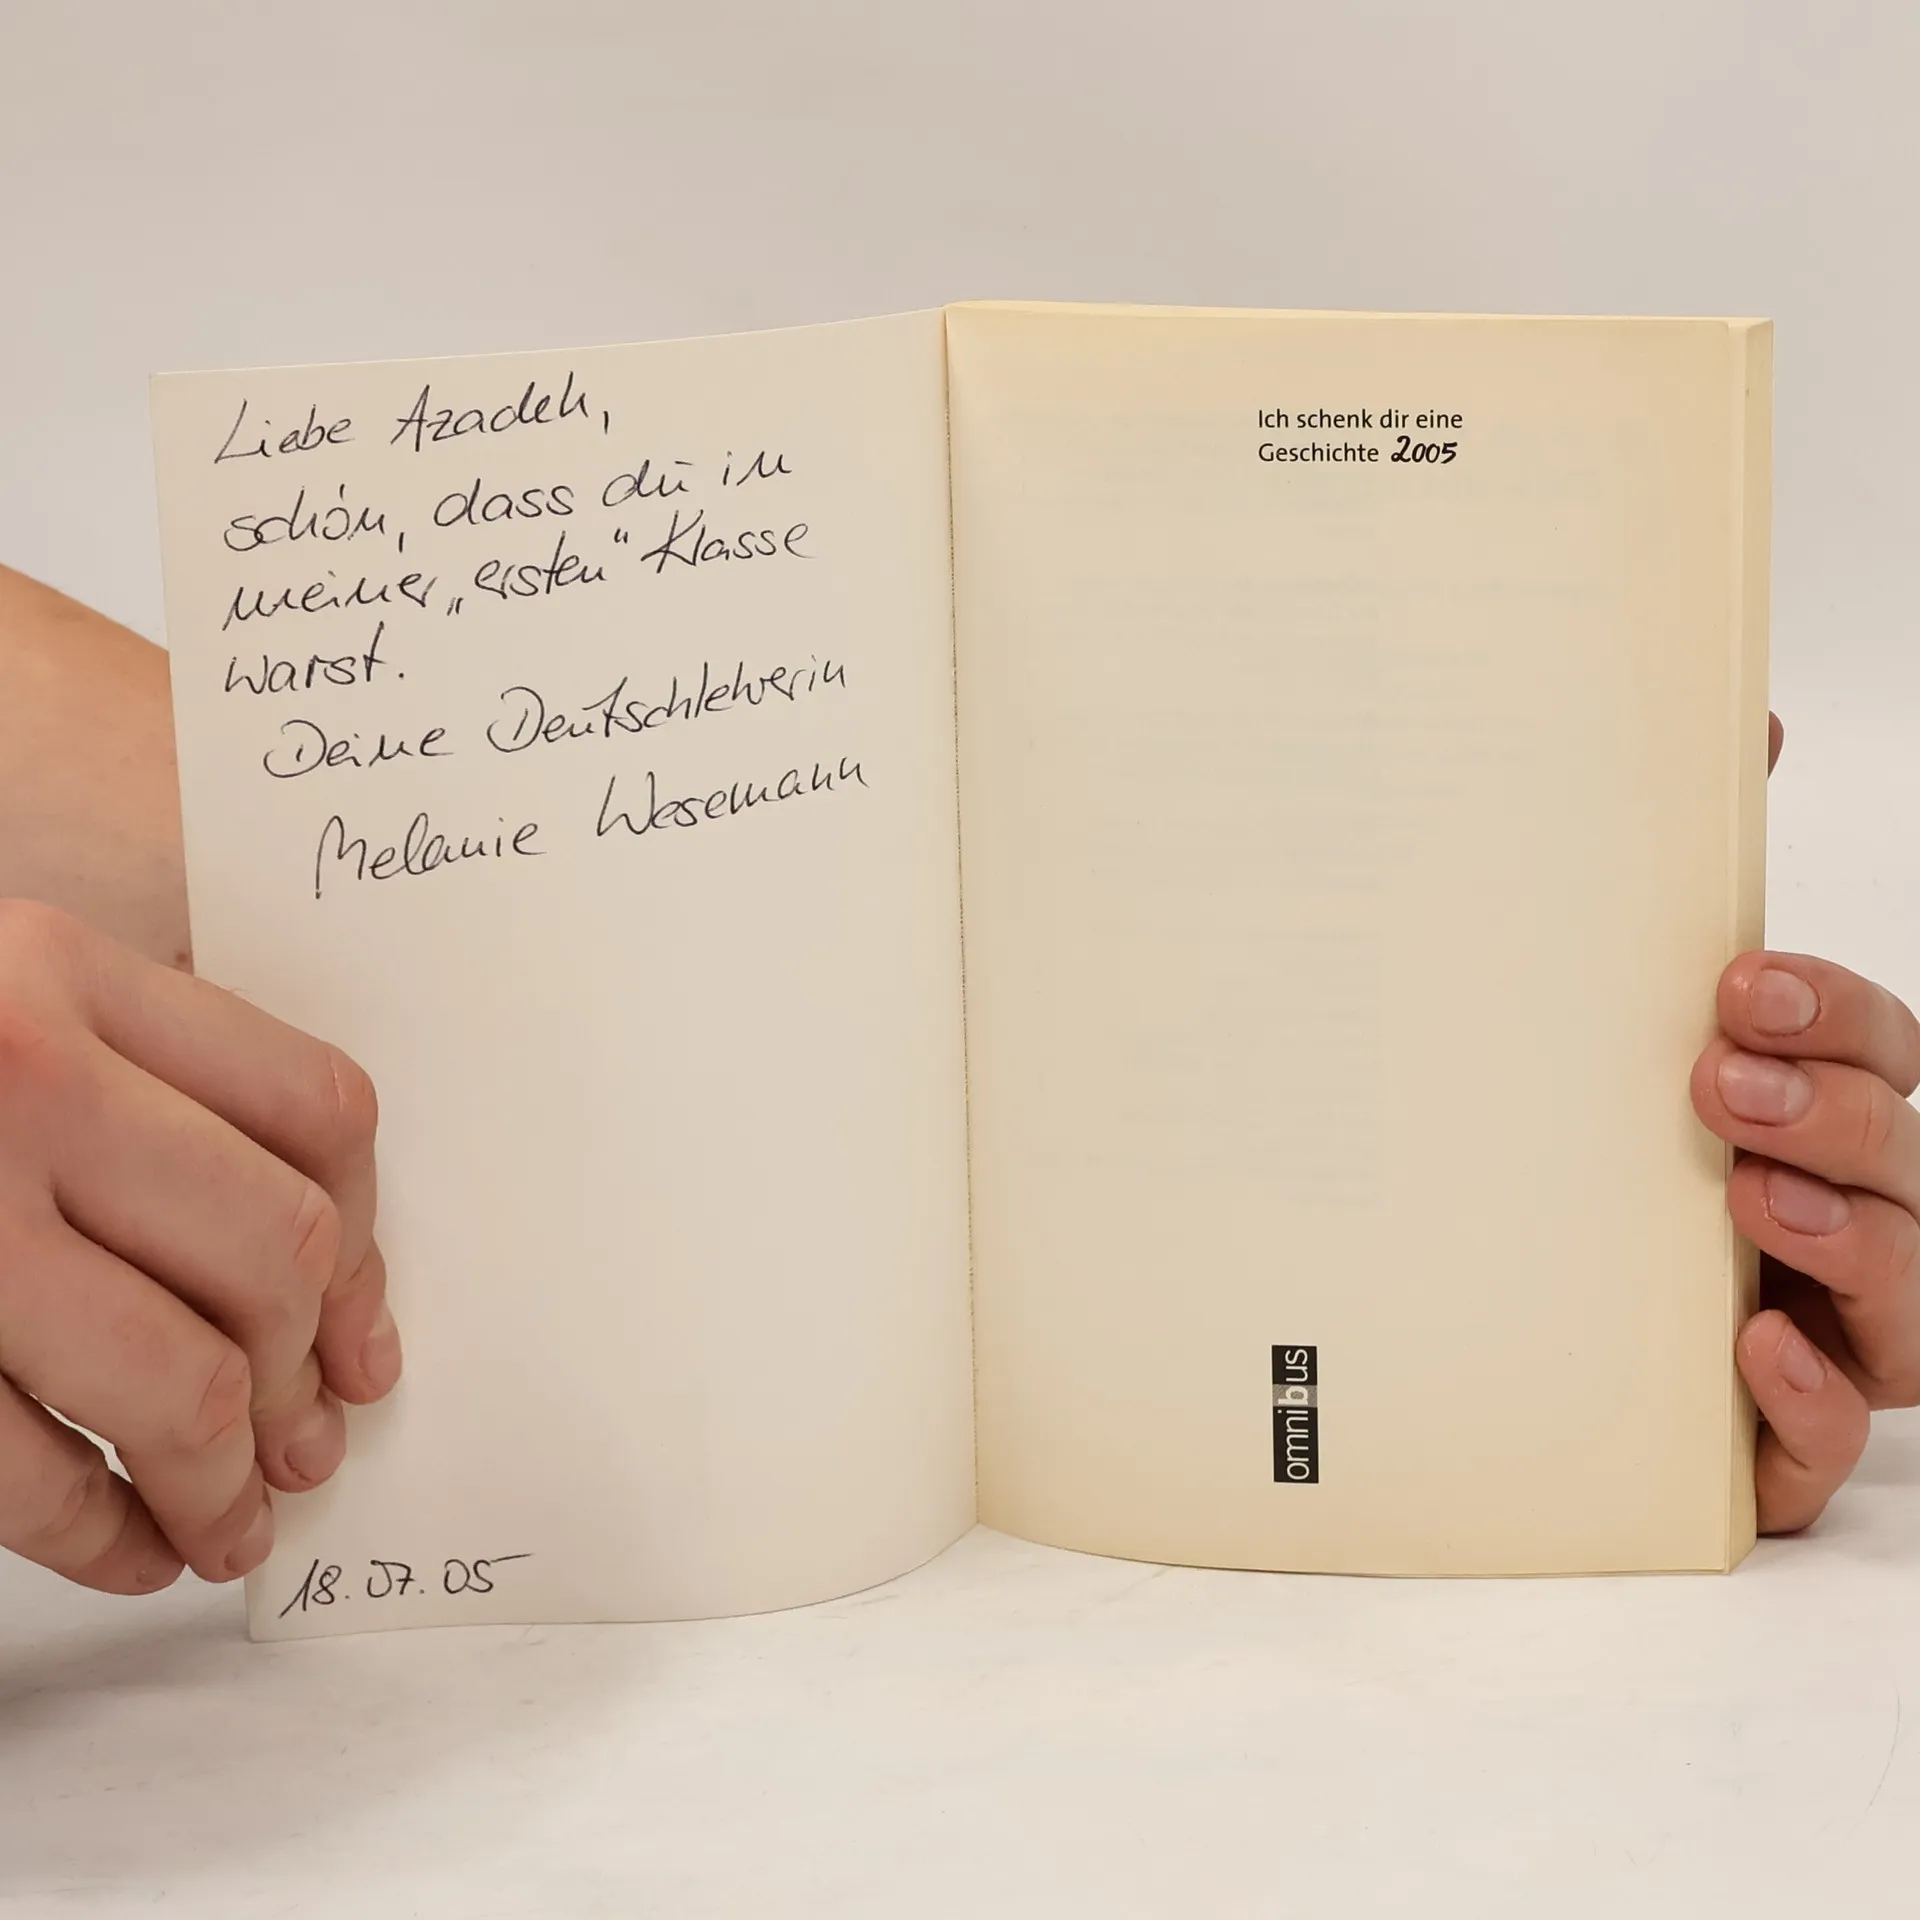 Liebe Azadeh,
schön, dass du in
meiner „ersten“ Klasse
warst.
Deine Deutschlehrerin
Melanie Wesemann
18.07.05
Ich schenk dir eine
Geschichte 2005
omnibus